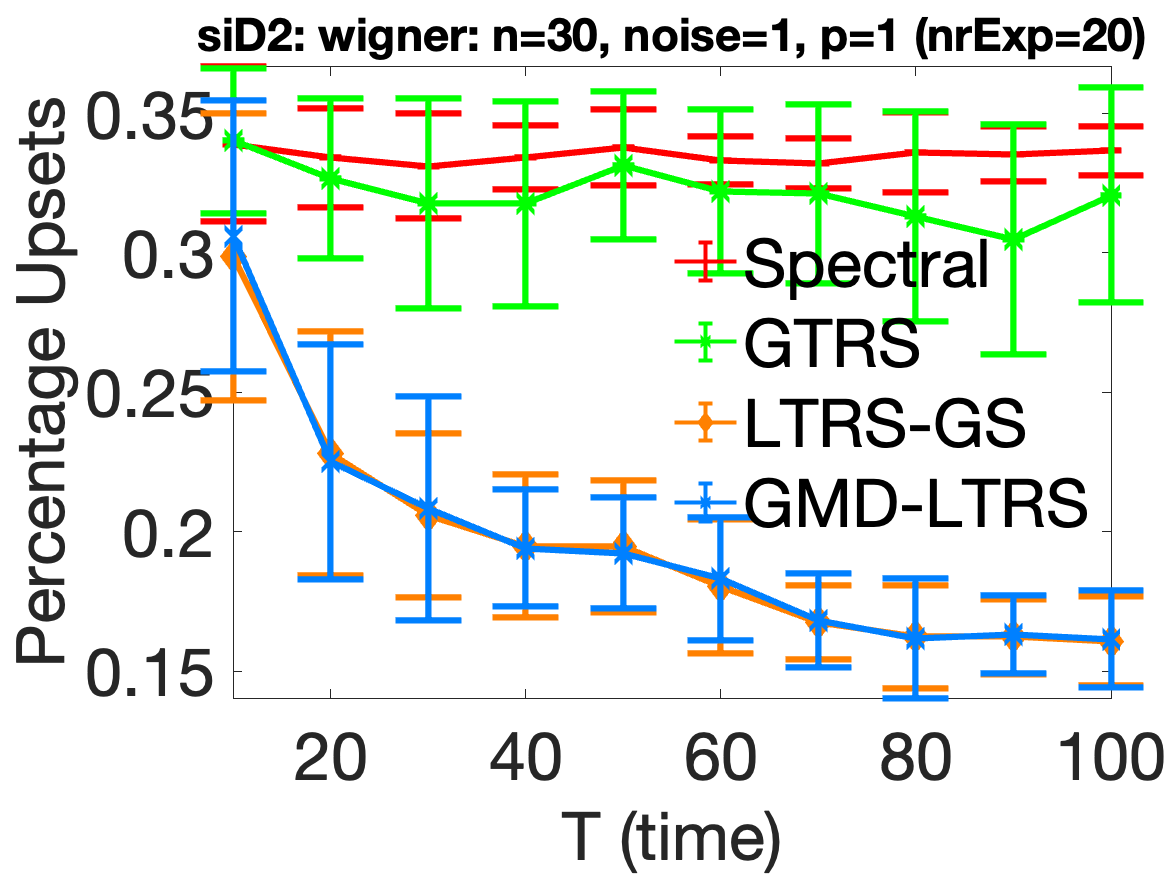 siD2: wigner: n=30, noise=1, p=1 (nrExp=20)
Percentage Upsets
0.35
0.3
0.25
0.2
0.15
Spectral
GTRS
LTRS-GS
GMD-LTRS
20 40 60 80 100
T (time)